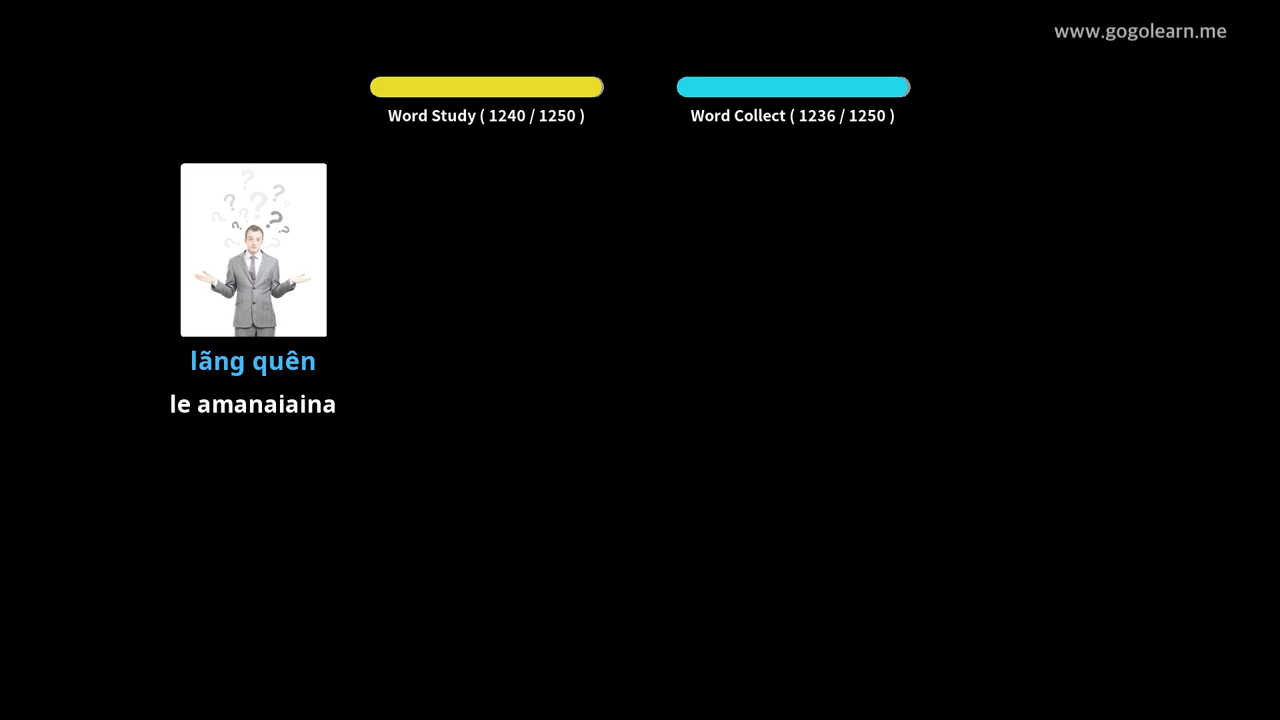 www.gogolearn.me
Word Study ( 1240 / 1250 )
Word Collect ( 1236 / 1250 )
lãng quên
le amanaiaina